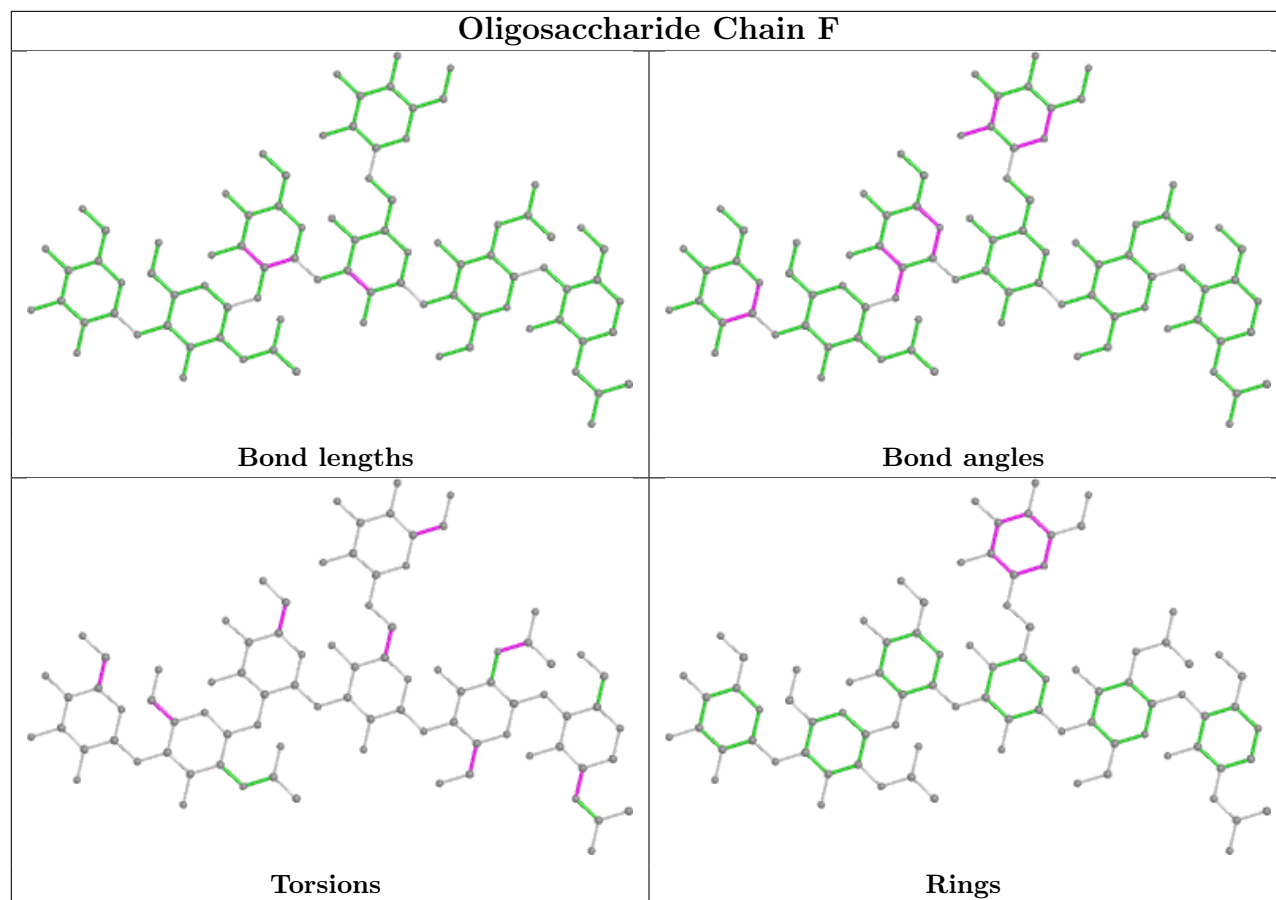 Oligosaccharide Chain F
Bond lengths
Bond angles
Torsions
Rings